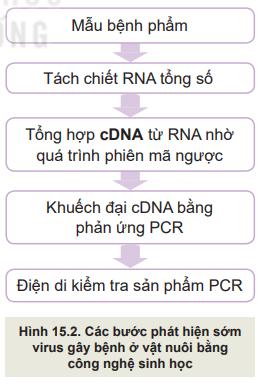 Mẫu bệnh phẩm
Tách chiết RNA tổng số
Tổng hợp cDNA từ RNA nhờ
quá trình phiên mã ngược
Khuếch đại cDNA bằng
phản ứng PCR
Điện di kiểm tra sản phẩm PCR
Hình 15.2. Các bước phát hiện sớm
virus gây bệnh ở vật nuôi bằng
công nghệ sinh học